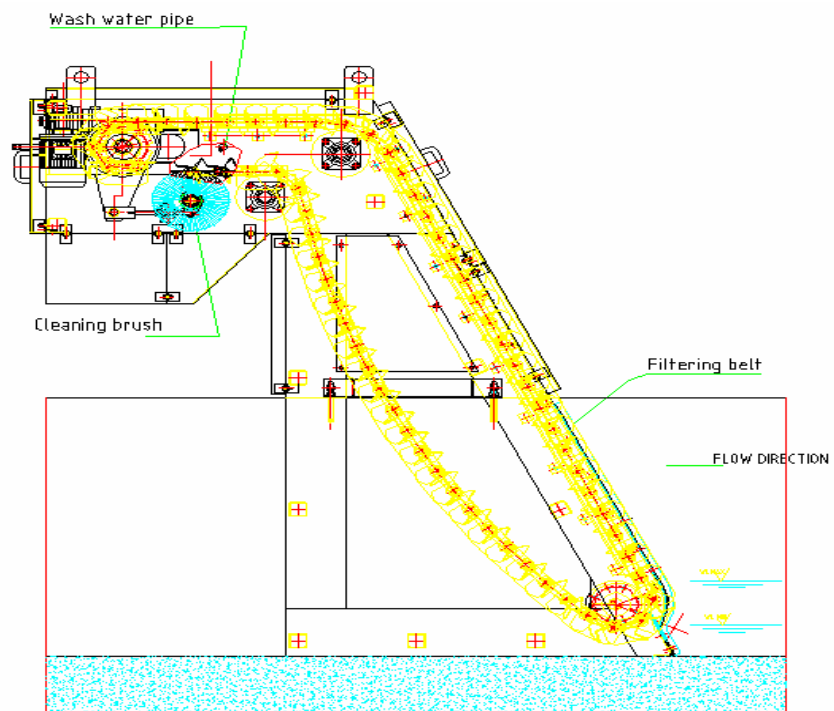 Wash water pipe
Cleaning brush
Filtering belt
FLOW DIRECTION